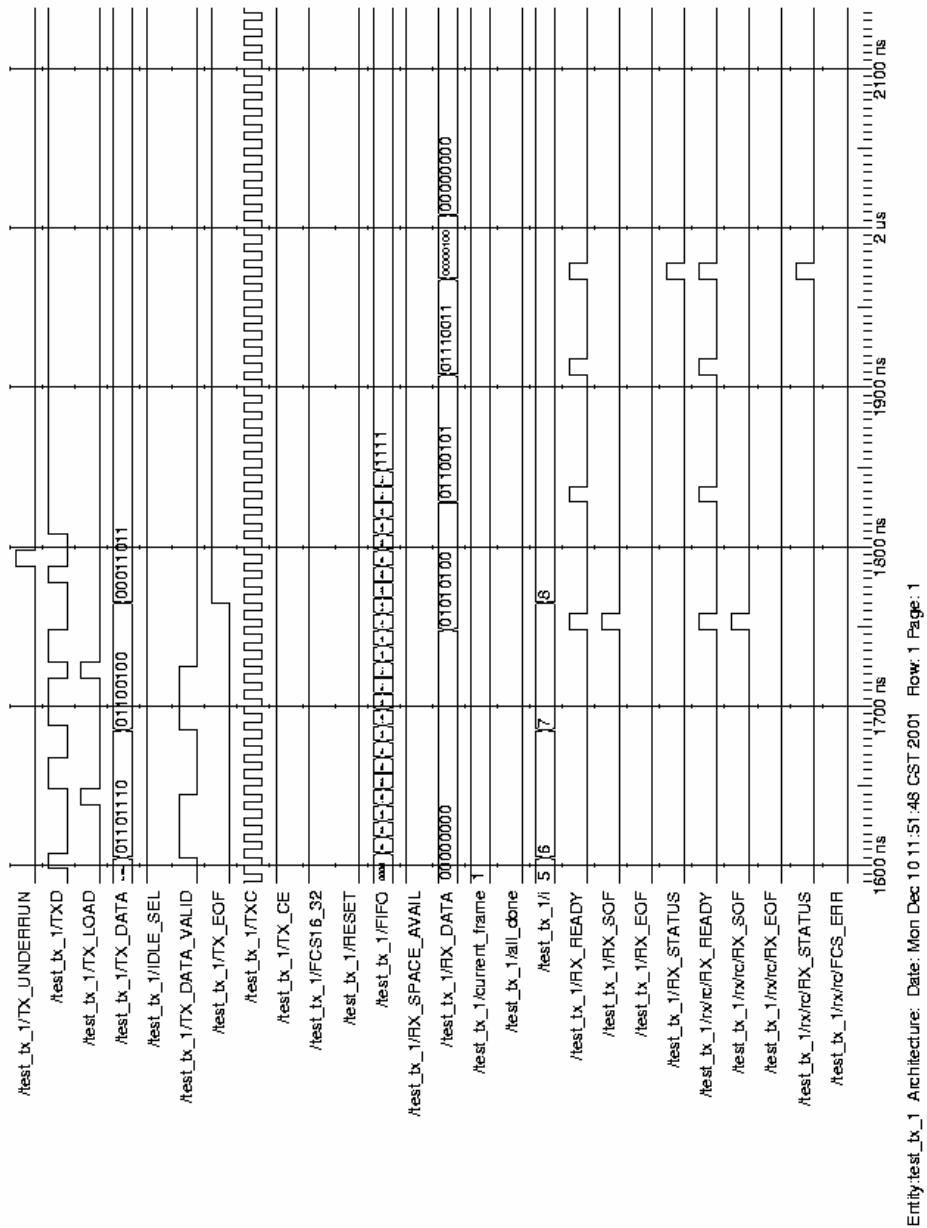 /test_tx_1/TX_UNDERRUN
/test_tx_1/TXD
/test_tx_1/TX_LOAD
/test_tx_1/TX_DATA 01101110 01100100 00011011
/test_tx_1/IDLE_SEL
/test_tx_1/TX_DATA_VALID
/test_tx_1/TX_EOF
/test_tx_1/TXC
/test_tx_1/TX_CE
/test_tx_1/FCS16_32
/test_tx_1/RESET
/test_tx_1/FIFO 1111
/test_tx_1/RX_SPACE_AVAIL
/test_tx_1/RX_DATA 00000000 01010100 01100101 01110011 00000100 00000000
/test_tx_1/current_frame 1
/test_tx_1/all_done
/test_tx_1/i 5 6 7 8
/test_tx_1/RX_READY
/test_tx_1/RX_SOF
/test_tx_1/RX_EOF
/test_tx_1/RX_STATUS
/test_tx_1/rx/rc/RX_READY
/test_tx_1/rx/rc/RX_SOF
/test_tx_1/rx/rc/RX_EOF
/test_tx_1/rx/rc/RX_STATUS
/test_tx_1/rx/rc/FCS_ERR
1600 ns 1700 ns 1800 ns 1900 ns 2 us 2100 ns
Entity:test_tx_1 Architecture: Date: Mon Dec 10 11:51:48 CST 2001 Row: 1 Page: 1